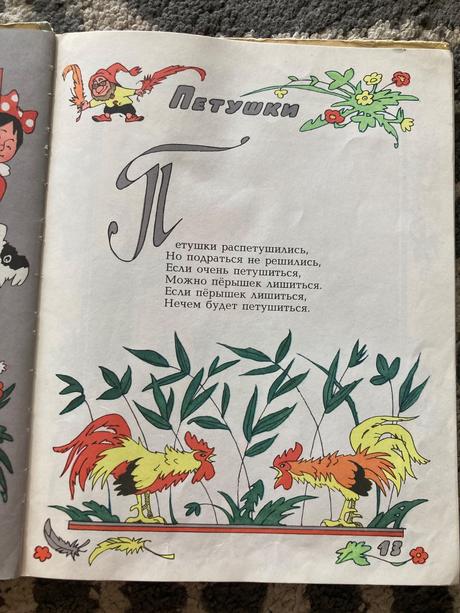 Петушки
Петушки распетушились,
Но подраться не решились,
Если очень петушиться,
Можно пёрышек лишиться.
Если пёрышек лишиться,
Нечем будет петушиться.
13